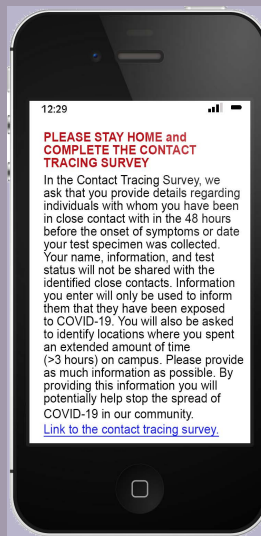 12:29
PLEASE STAY HOME and
COMPLETE THE CONTACT
TRACING SURVEY
In the Contact Tracing Survey, we
ask that you provide details regarding
individuals with whom you have been
in close contact with in the 48 hours
before the onset of symptoms or date
your test specimen was collected.
Your name, information, and test
status will not be shared with the
identified close contacts. Information
you enter will only be used to inform
them that they have been exposed
to COVID-19. You will also be asked
to identify locations where you spent
an extended amount of time
(>3 hours) on campus. Please provide
as much information as possible. By
providing this information you will
potentially help stop the spread of
COVID-19 in our community.
Link to the contact tracing survey.